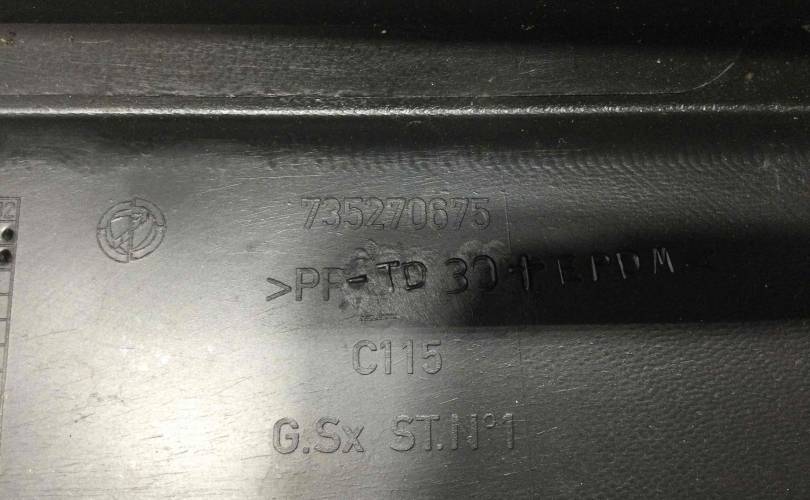 735270675
>PP-TD 30+EPDM<
C115
G.Sx ST.N°1